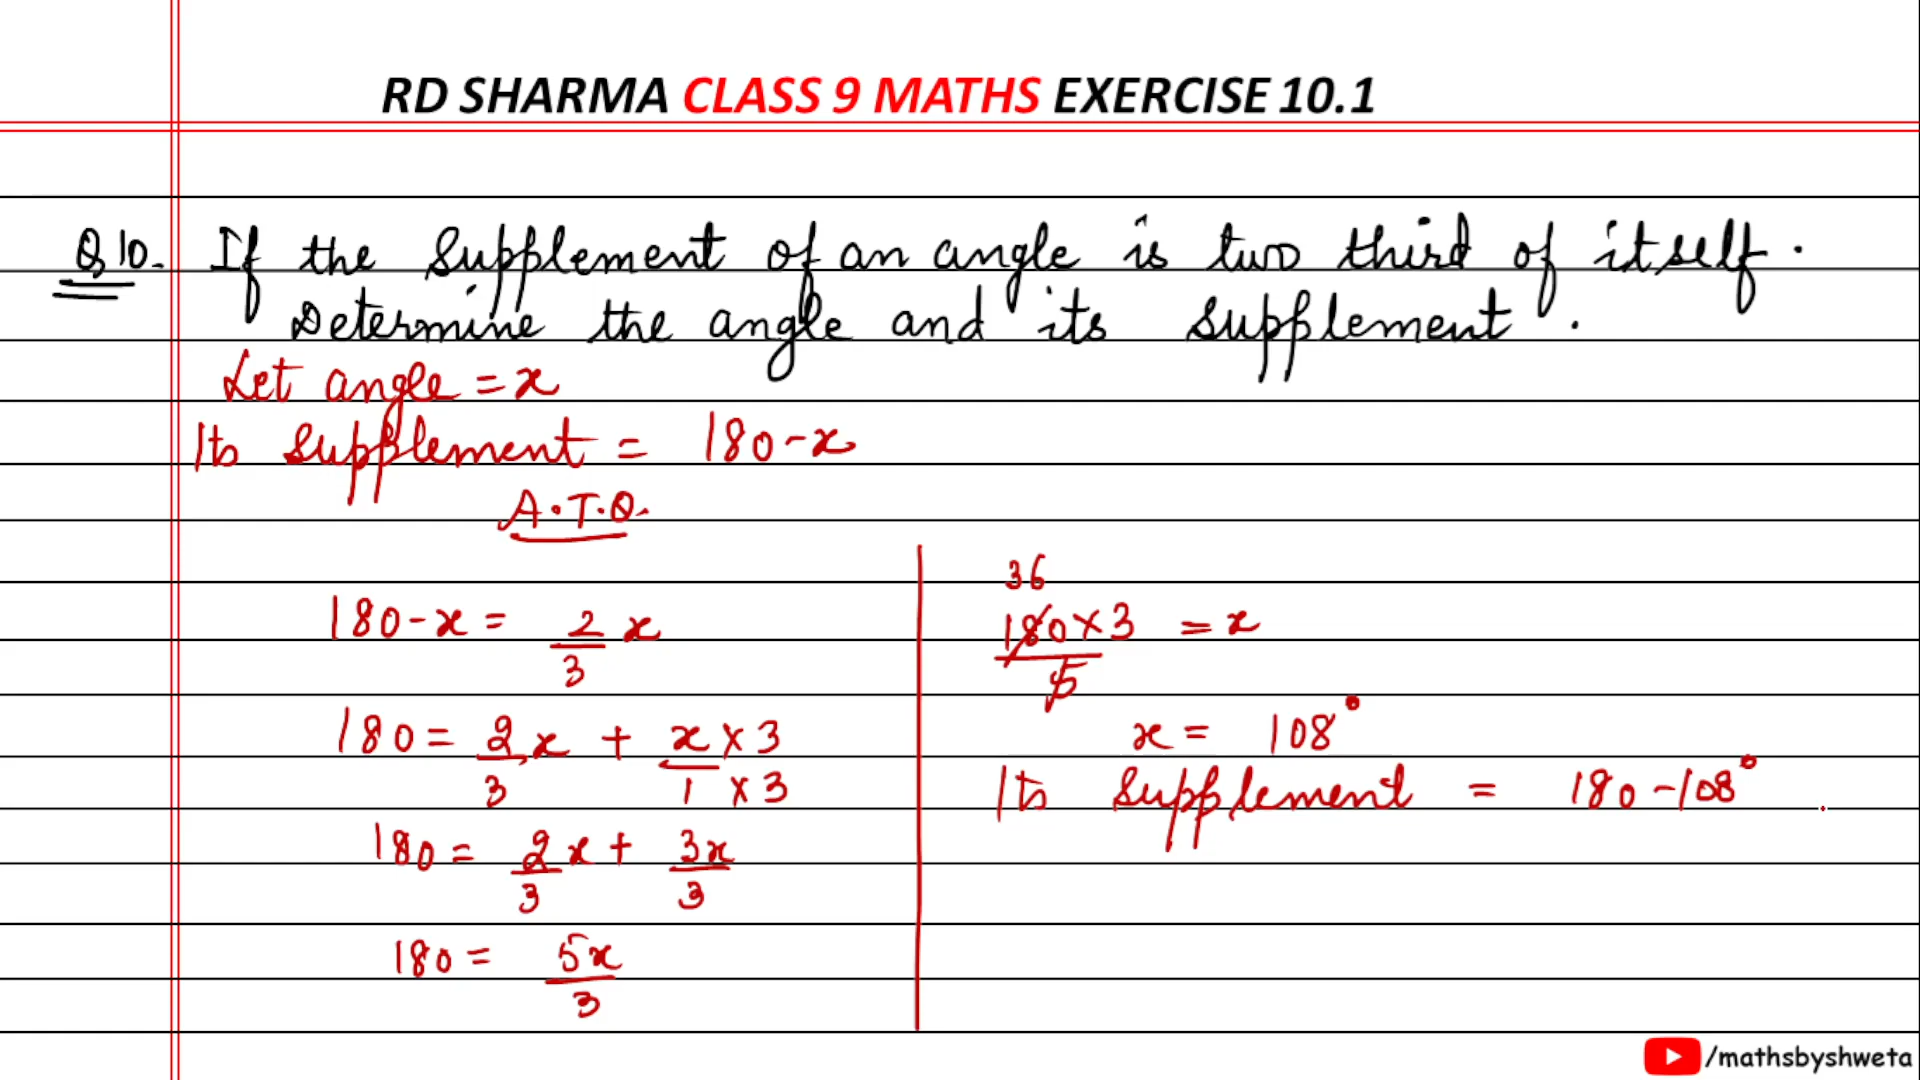 RD SHARMA CLASS 9 MATHS EXERCISE 10.1
Q10. If the supplement of an angle is two third of itself.
Determine the angle and its supplement.
Let angle = x
Its supplement = 180-x
A.T.Q.
180-x = 2/3 x
180 = 2/3 x + x/1 ×3/×3
180 = 2/3 x + 3x/3
180 = 5x/3
36
180×3/5 = x
x = 108°
Its supplement = 180-108°
/mathsbyshweta